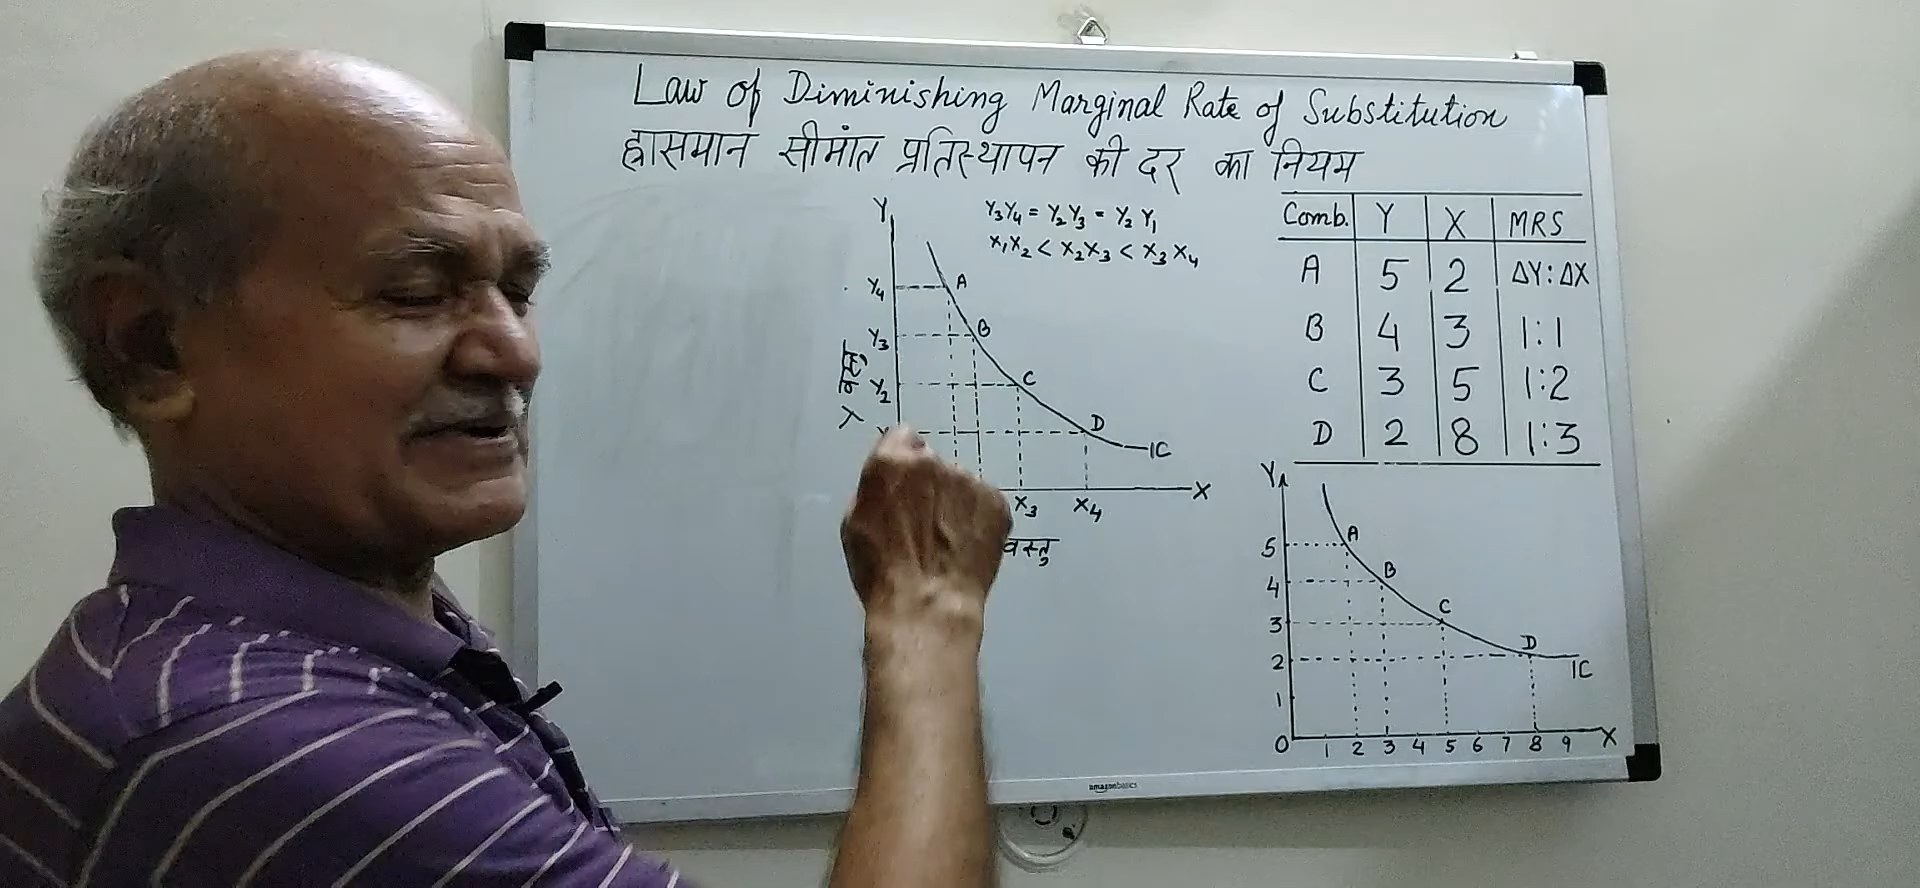 Law of Diminishing Marginal Rate of Substitution
ह्रासमान सीमांत प्रतिस्थापन की दर का नियम
Y
Y₃Y₄ = Y₂Y₃ = Y₂Y₁
X₁X₂ < X₂X₃ < X₃X₄
Y₄ A
Y₃ B
Y₂ C
D
IC
Y वस्तु
X₃ X₄ X
वस्तु
Comb. Y X MRS
A 5 2 ΔY:ΔX
B 4 3 1:1
C 3 5 1:2
D 2 8 1:3
Y
5 A
4 B
3 C
2 D
IC
1
0 1 2 3 4 5 6 7 8 9 X
amazonbasics